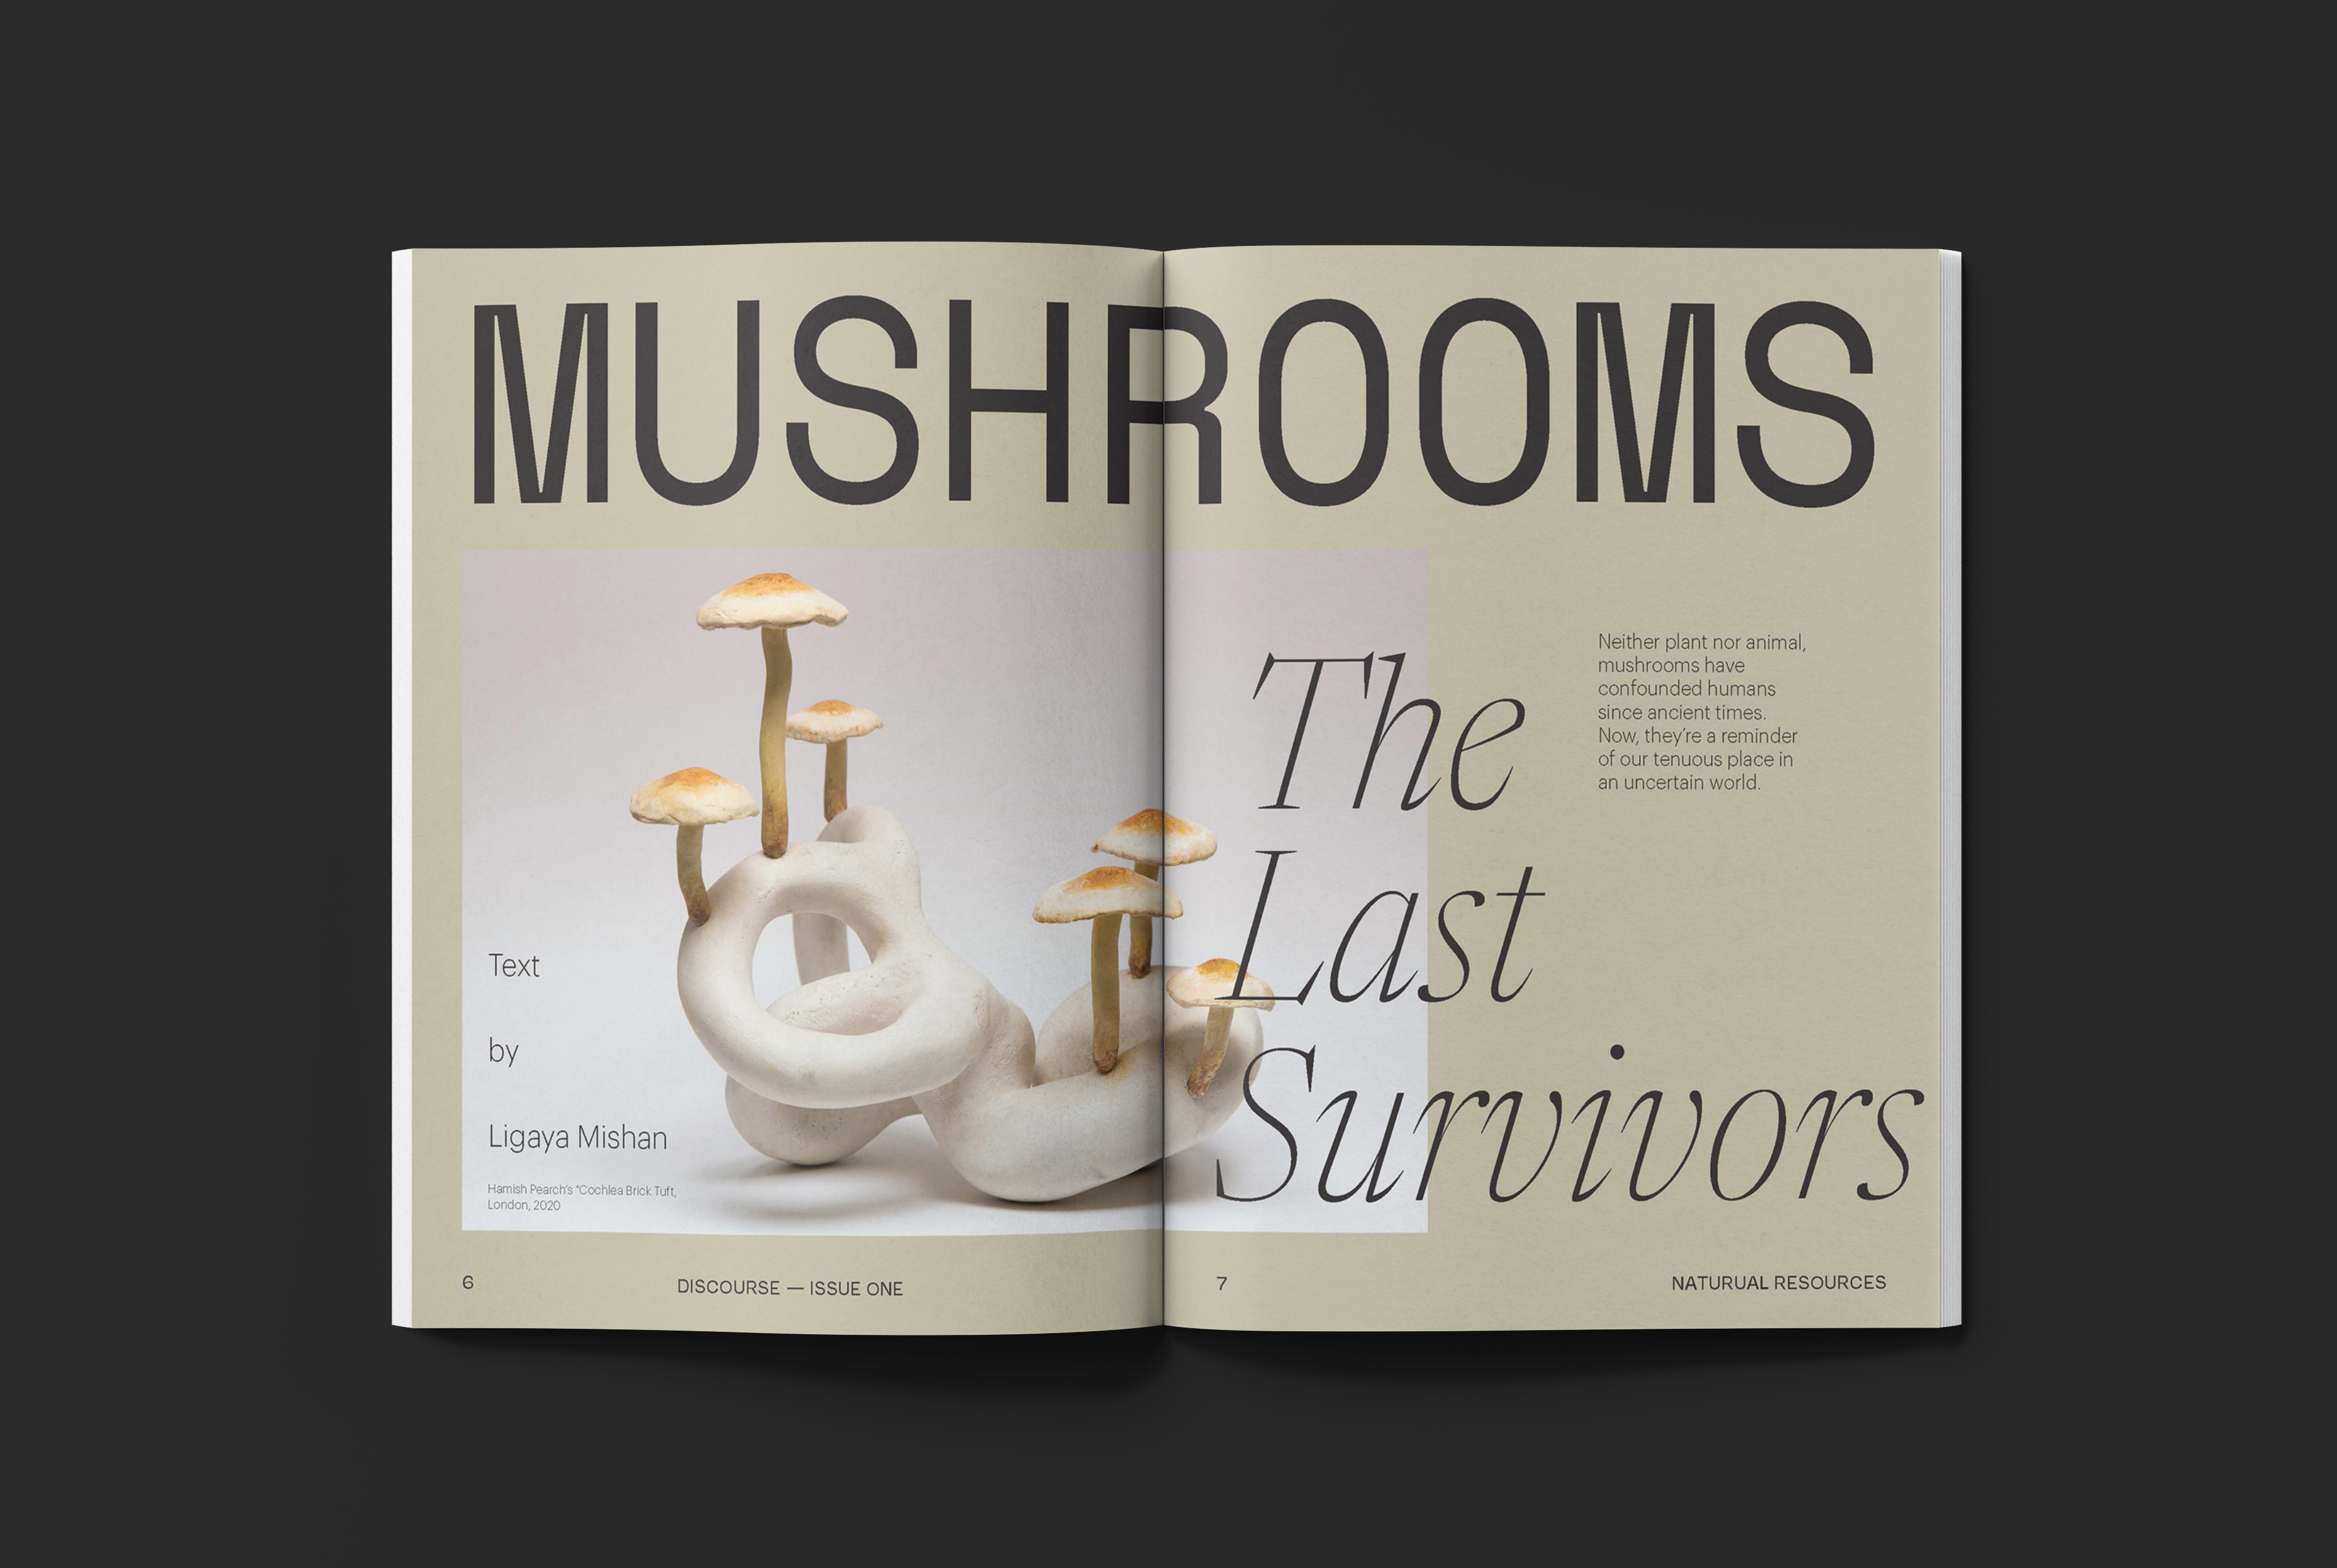 MUSHROOMS
The
Last
Survivors
Neither plant nor animal,
mushrooms have
confounded humans
since ancient times.
Now, they're a reminder
of our tenuous place in
an uncertain world.
Text
by
Ligaya Mishan
Hamish Pearch's "Cochlea Brick Tuft,
London, 2020
6
DISCOURSE — ISSUE ONE
7
NATURUAL RESOURCES